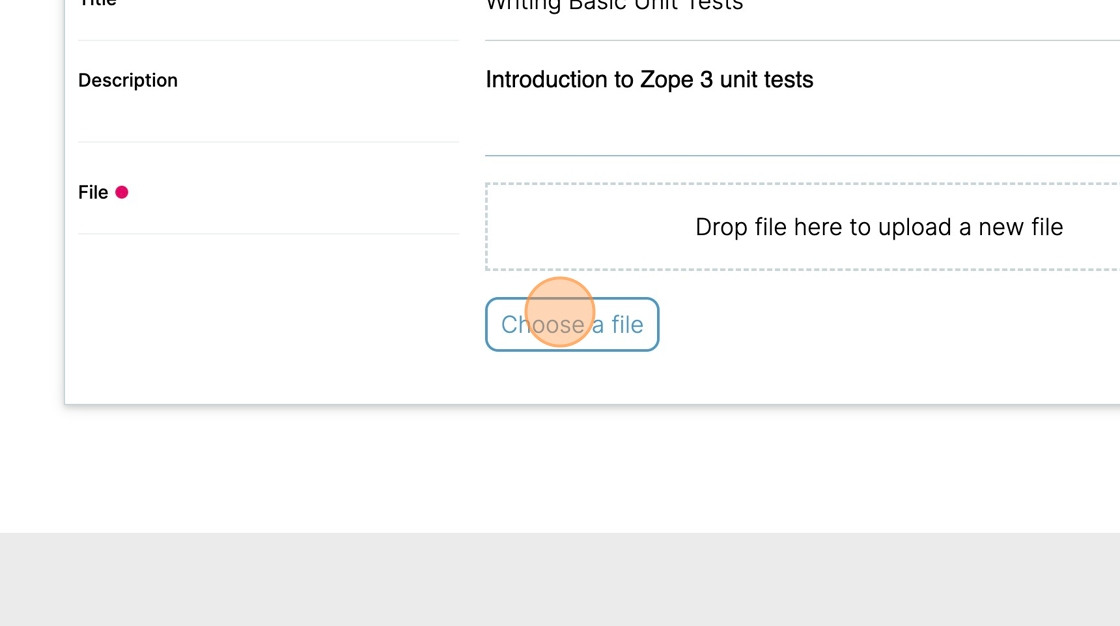 Title
Writing Basic Unit Tests
Description
Introduction to Zope 3 unit tests
File
Drop file here to upload a new file
Choose a file